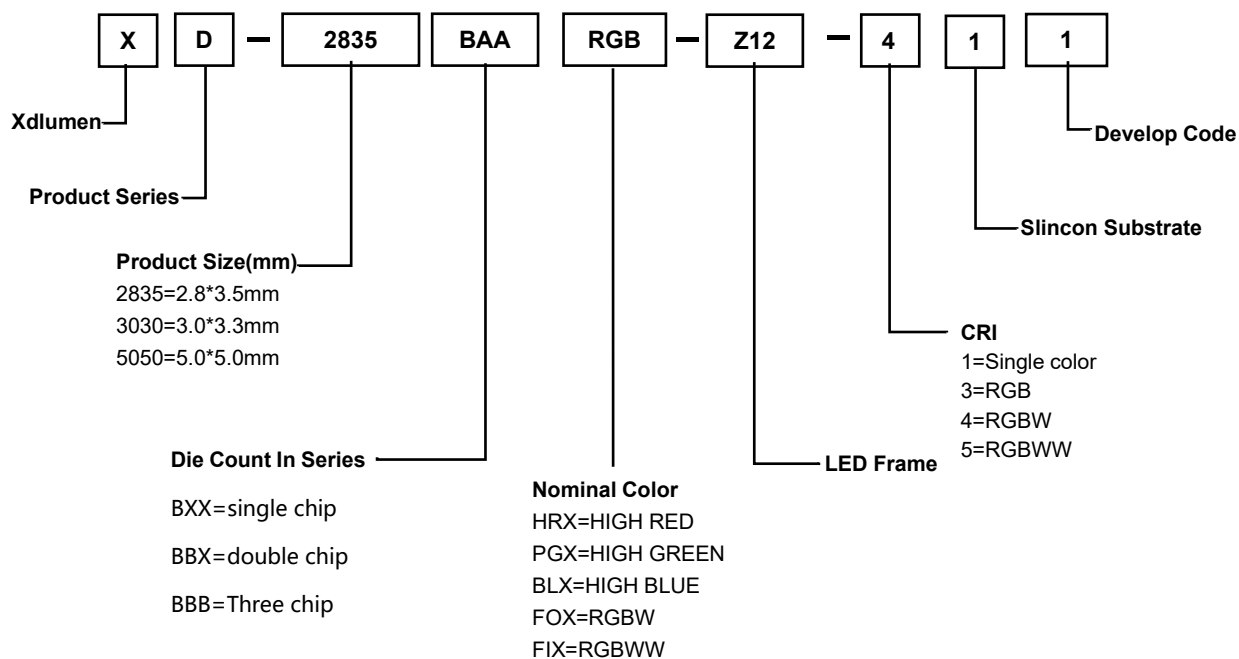 X D – 2835 BAA RGB – Z12 – 4 1 1
Xdlumen
Develop Code
Product Series
Slincon Substrate
Product Size(mm)
2835=2.8*3.5mm
3030=3.0*3.3mm
5050=5.0*5.0mm
CRI
1=Single color
3=RGB
4=RGBW
5=RGBWW
LED Frame
Die Count In Series
BXX=single chip
BBX=double chip
BBB=Three chip
Nominal Color
HRX=HIGH RED
PGX=HIGH GREEN
BLX=HIGH BLUE
FOX=RGBW
FIX=RGBWW